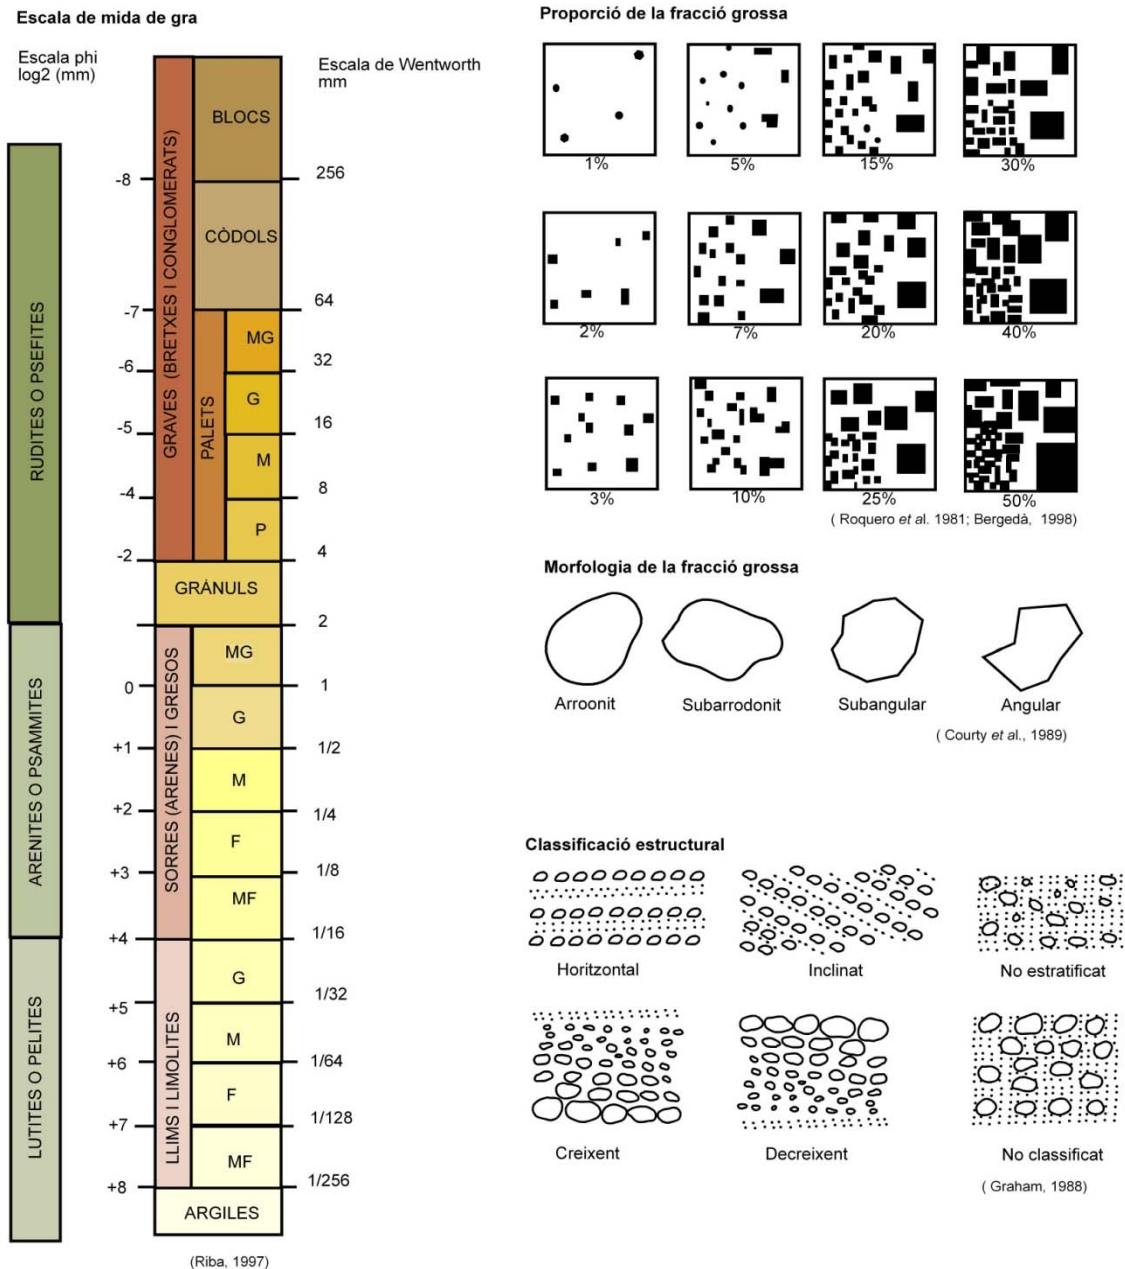 Escala de mida de gra
Escala phi
log2 (mm)
Escala de Wentworth
mm
RUDITES O PSEFITES
ARENITES O PSAMMITES
LUTITES O PELITES
-8
-7
-6
-5
-4
-2
0
+1
+2
+3
+4
+5
+6
+7
+8
GRAVES (BRETXES I CONGLOMERATS)
BLOCS
CÒDOLS
PALETS
MG
G
M
P
GRÀNULS
SORRES (ARENES) I GRESOS
MG
G
M
F
MF
LLIMS I LIMOLITES
G
M
F
MF
ARGILES
256
64
32
16
8
4
2
1
1/2
1/4
1/8
1/16
1/32
1/64
1/128
1/256
(Riba, 1997)
Proporció de la fracció grossa
1%
5%
15%
30%
2%
7%
20%
40%
3%
10%
25%
50%
( Roquero et al. 1981; Bergedà, 1998)
Morfologia de la fracció grossa
Arroonit
Subarrodonit
Subangular
Angular
( Courty et al., 1989)
Classificació estructural
Horitzontal
Inclinat
No estratificat
Creixent
Decreixent
No classificat
( Graham, 1988)